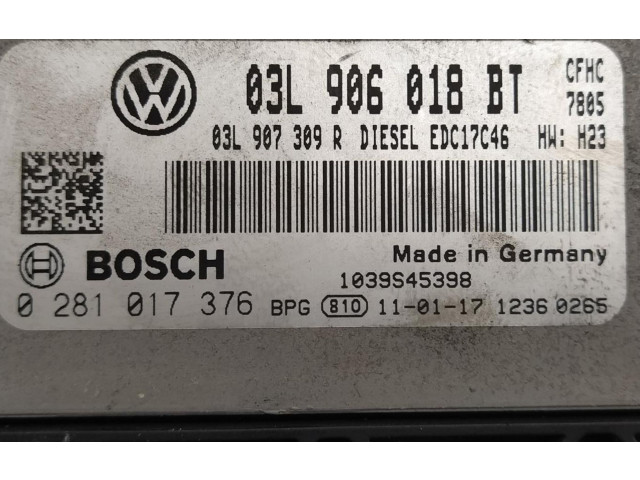 03L 906 018 BT CFHC 7805
03L 907 309 R DIESEL EDC17C46 HW: H23
BOSCH Made in Germany
1039S45398
0 281 017 376 BPG 810 11-01-17 1236 0265